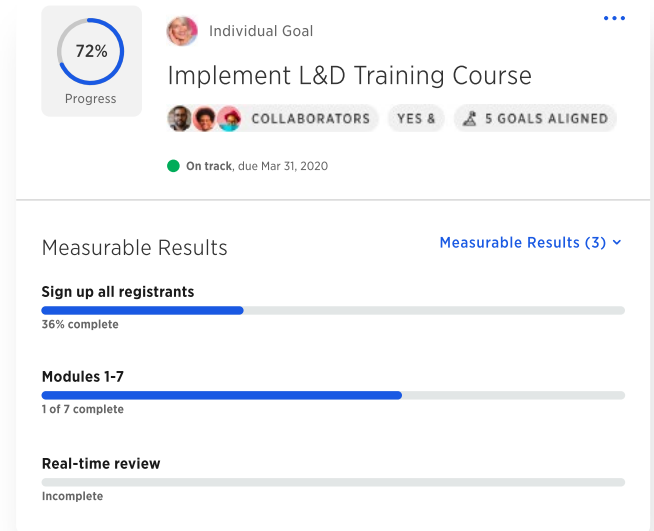 72%
Progress
Individual Goal
Implement L&D Training Course
COLLABORATORS
YES &
5 GOALS ALIGNED
On track, due Mar 31, 2020
Measurable Results
Measurable Results (3)
Sign up all registrants
36% complete
Modules 1-7
1 of 7 complete
Real-time review
Incomplete